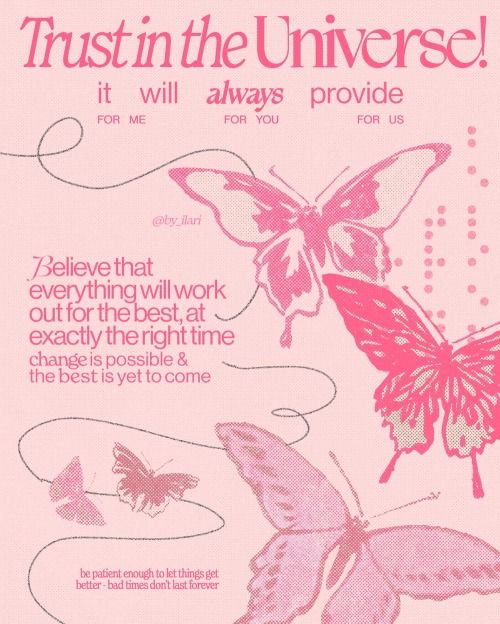 Trust in the Universe!
it will always provide
FOR ME FOR YOU FOR US
@by_ilari
Believe that
everything will work
out for the best, at
exactly the right time
change is possible &
the best is yet to come
be patient enough to let things get
better - bad times don't last forever